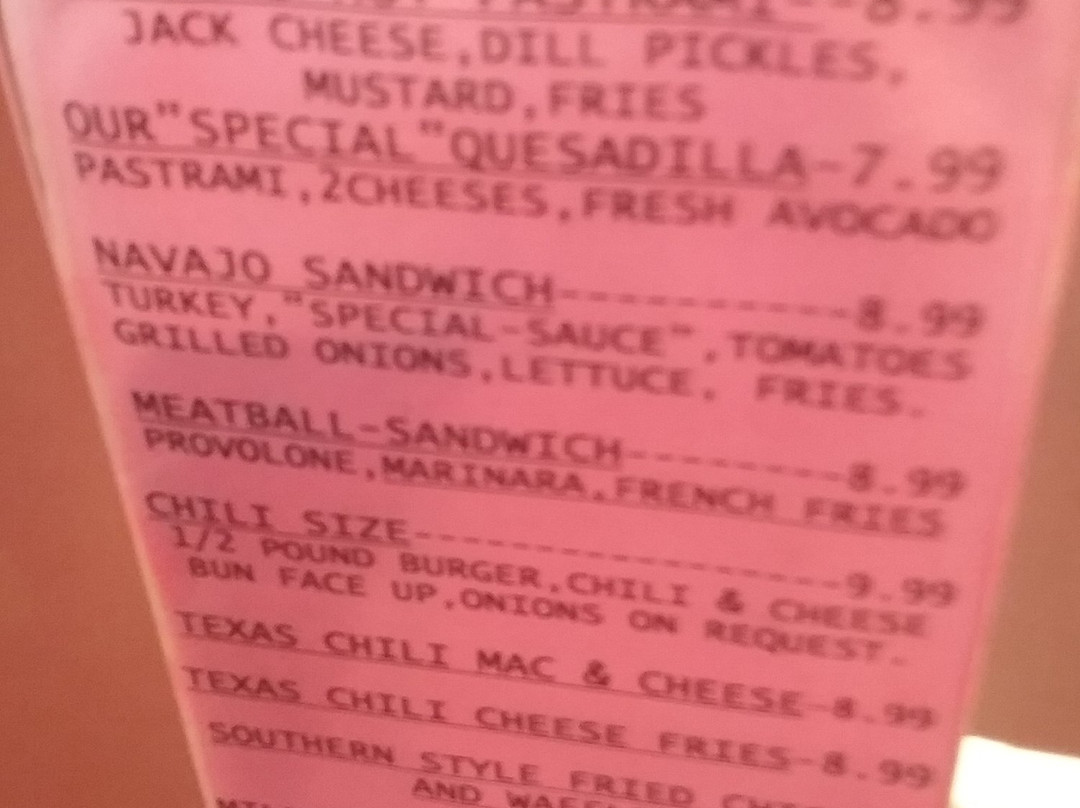 PASTRAMI--8.99
JACK CHEESE,DILL PICKLES,
MUSTARD,FRIES
OUR"SPECIAL"QUESADILLA-7.99
PASTRAMI,2CHEESES,FRESH AVOCADO
NAVAJO SANDWICH------------8.99
TURKEY,"SPECIAL-SAUCE",TOMATOES
GRILLED ONIONS,LETTUCE, FRIES.
MEATBALL-SANDWICH---------8.99
PROVOLONE,MARINARA,FRENCH FRIES
CHILI SIZE-----------------9.99
1/2 POUND BURGER,CHILI & CHEESE
BUN FACE UP,ONIONS ON REQUEST.
TEXAS CHILI MAC & CHEESE-8.99
TEXAS CHILI CHEESE FRIES-8.99
SOUTHERN STYLE FRIED
AND